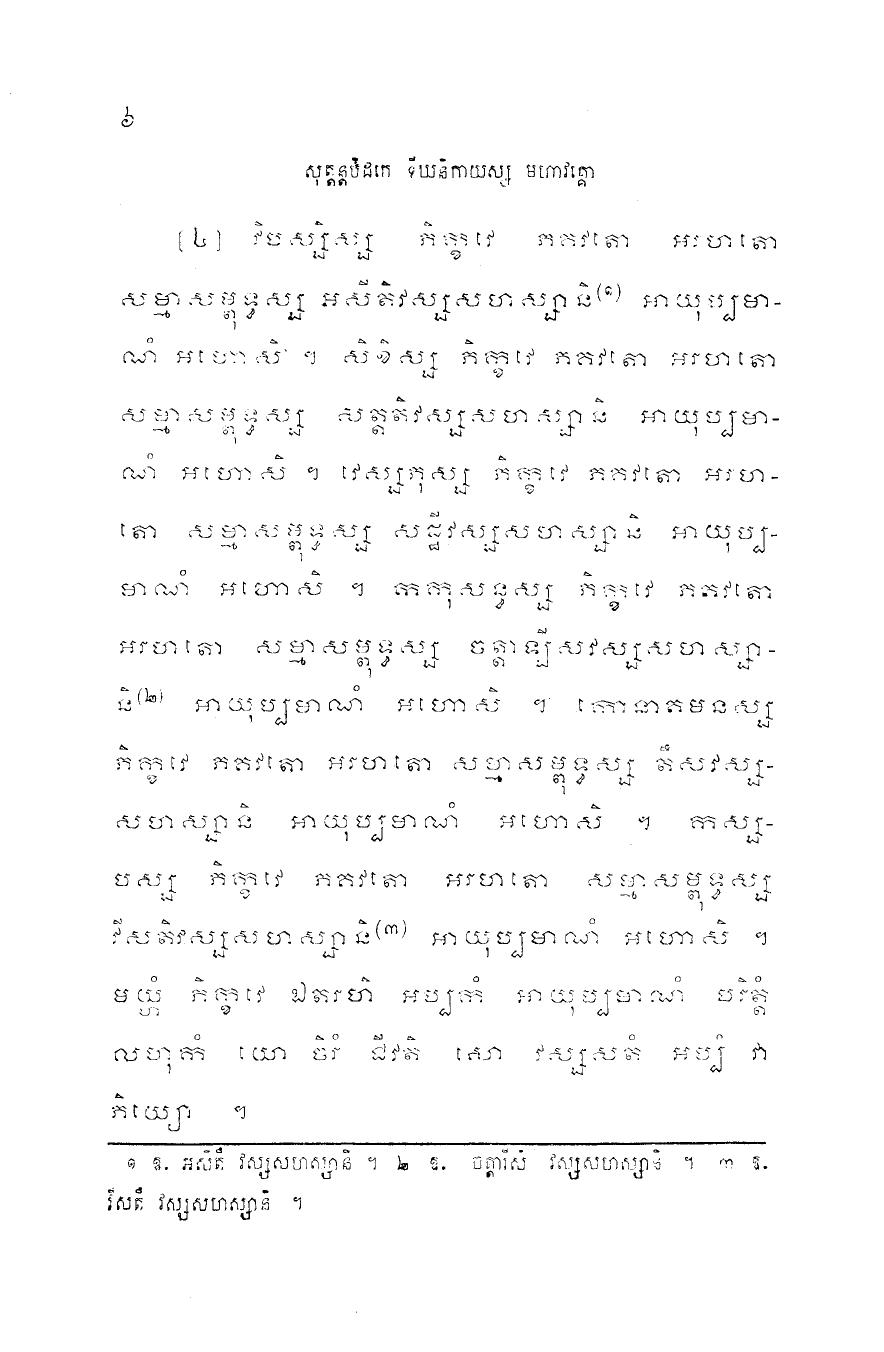 ៦
សុត្តន្តបិដកេ ទីឃនិកាយស្ស មហាវគ្គោ
[៤] វិបស្សិស្ស ភិក្ខវេ ភគវតោ អរហតោ
សម្មាសម្ពុទ្ធស្ស អសីតិវស្សសហស្សានិ(១) អាយុប្បមា-
ណំ អហោសិ ។ សិខិស្ស ភិក្ខវេ ភគវតោ អរហតោ
សម្មាសម្ពុទ្ធស្ស សត្តតិវស្សសហស្សានិ អាយុប្បមា-
ណំ អហោសិ ។ វេស្សភុស្ស ភិក្ខវេ ភគវតោ អរហ-
តោ សម្មាសម្ពុទ្ធស្ស សដ្ឋីវស្សសហស្សានិ អាយុប្ប-
មាណំ អហោសិ ។ កក្កុសន្ធស្ស ភិក្ខវេ ភគវតោ
អរហតោ សម្មាសម្ពុទ្ធស្ស ចត្តាឡីសវស្សសហស្សា-
និ(២) អាយុប្បមាណំ អហោសិ ។ កោនាគមនស្ស
ភិក្ខវេ ភគវតោ អរហតោ សម្មាសម្ពុទ្ធស្ស តឹសវស្ស-
សហស្សានិ អាយុប្បមាណំ អហោសិ ។ កស្ស-
បស្ស ភិក្ខវេ ភគវតោ អរហតោ សម្មាសម្ពុទ្ធស្ស
វីសតិវស្សសហស្សានិ(៣) អាយុប្បមាណំ អហោសិ ។
មយ្ហំ ភិក្ខវេ ឯតរហិ អប្បកំ អាយុប្បមាណំ បរិត្តំ
លហុកំ យោ ចិរំ ជីវតិ សោ វស្សសតំ អប្បំ វា
ភិយ្យោ ។
១ ឱ. អសីតឹ វស្សសហស្សានិ ។ ២ ឱ. ចត្តារីសំ វស្សសហស្សានិ ។ ៣ ឱ.
វីសតឹ វស្សសហស្សានិ ។